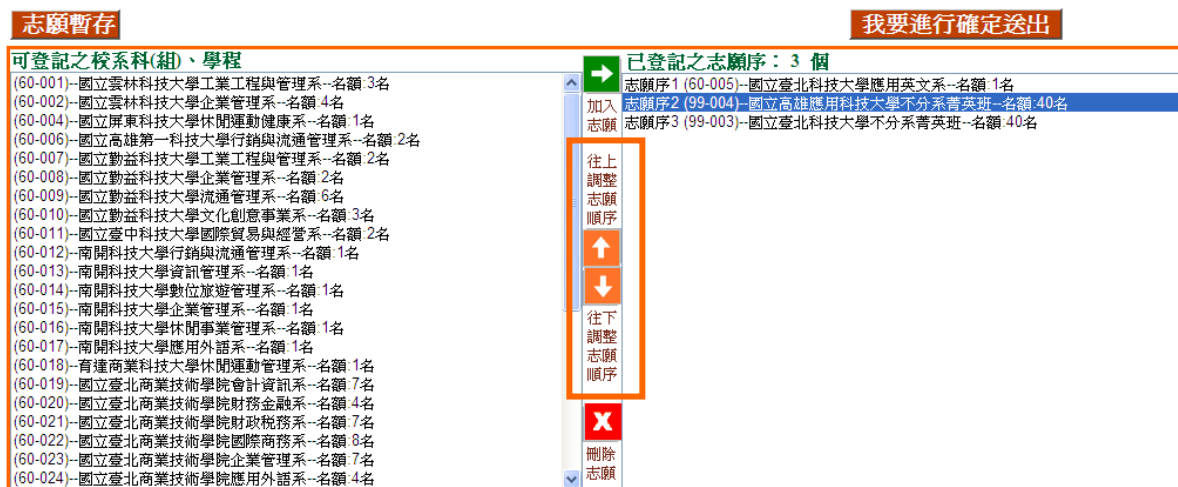 志願暫存
我要進行確定送出
可登記之校系科(組)、學程
(60-001)--國立雲林科技大學工業工程與管理系--名額:3名
(60-002)--國立雲林科技大學企業管理系--名額:4名
(60-004)--國立屏東科技大學休閒運動健康系--名額:1名
(60-006)--國立高雄第一科技大學行銷與流通管理系--名額:2名
(60-007)--國立勤益科技大學工業工程與管理系--名額:2名
(60-008)--國立勤益科技大學企業管理系--名額:2名
(60-009)--國立勤益科技大學流通管理系--名額:6名
(60-010)--國立勤益科技大學文化創意事業系--名額:3名
(60-011)--國立臺中科技大學國際貿易與經營系--名額:2名
(60-012)--南開科技大學行銷與流通管理系--名額:1名
(60-013)--南開科技大學資訊管理系--名額:1名
(60-014)--南開科技大學數位旅遊管理系--名額:1名
(60-015)--南開科技大學企業管理系--名額:1名
(60-016)--南開科技大學休閒事業管理系--名額:1名
(60-017)--南開科技大學應用外語系--名額:1名
(60-018)--育達商業科技大學休閒運動管理系--名額:1名
(60-019)--國立臺北商業技術學院會計資訊系--名額:7名
(60-020)--國立臺北商業技術學院財務金融系--名額:4名
(60-021)--國立臺北商業技術學院財政稅務系--名額:7名
(60-022)--國立臺北商業技術學院國際商務系--名額:8名
(60-023)--國立臺北商業技術學院企業管理系--名額:7名
(60-024)--國立臺北商業技術學院應用外語系--名額:4名
加入
志願
往上
調整
志願
順序
往下
調整
志願
順序
X
刪除
志願
已登記之志願序： 3 個
志願序1 (60-005)--國立臺北科技大學應用英文系--名額:1名
志願序2 (99-004)--國立高雄應用科技大學不分系菁英班--名額:40名
志願序3 (99-003)--國立臺北科技大學不分系菁英班--名額:40名